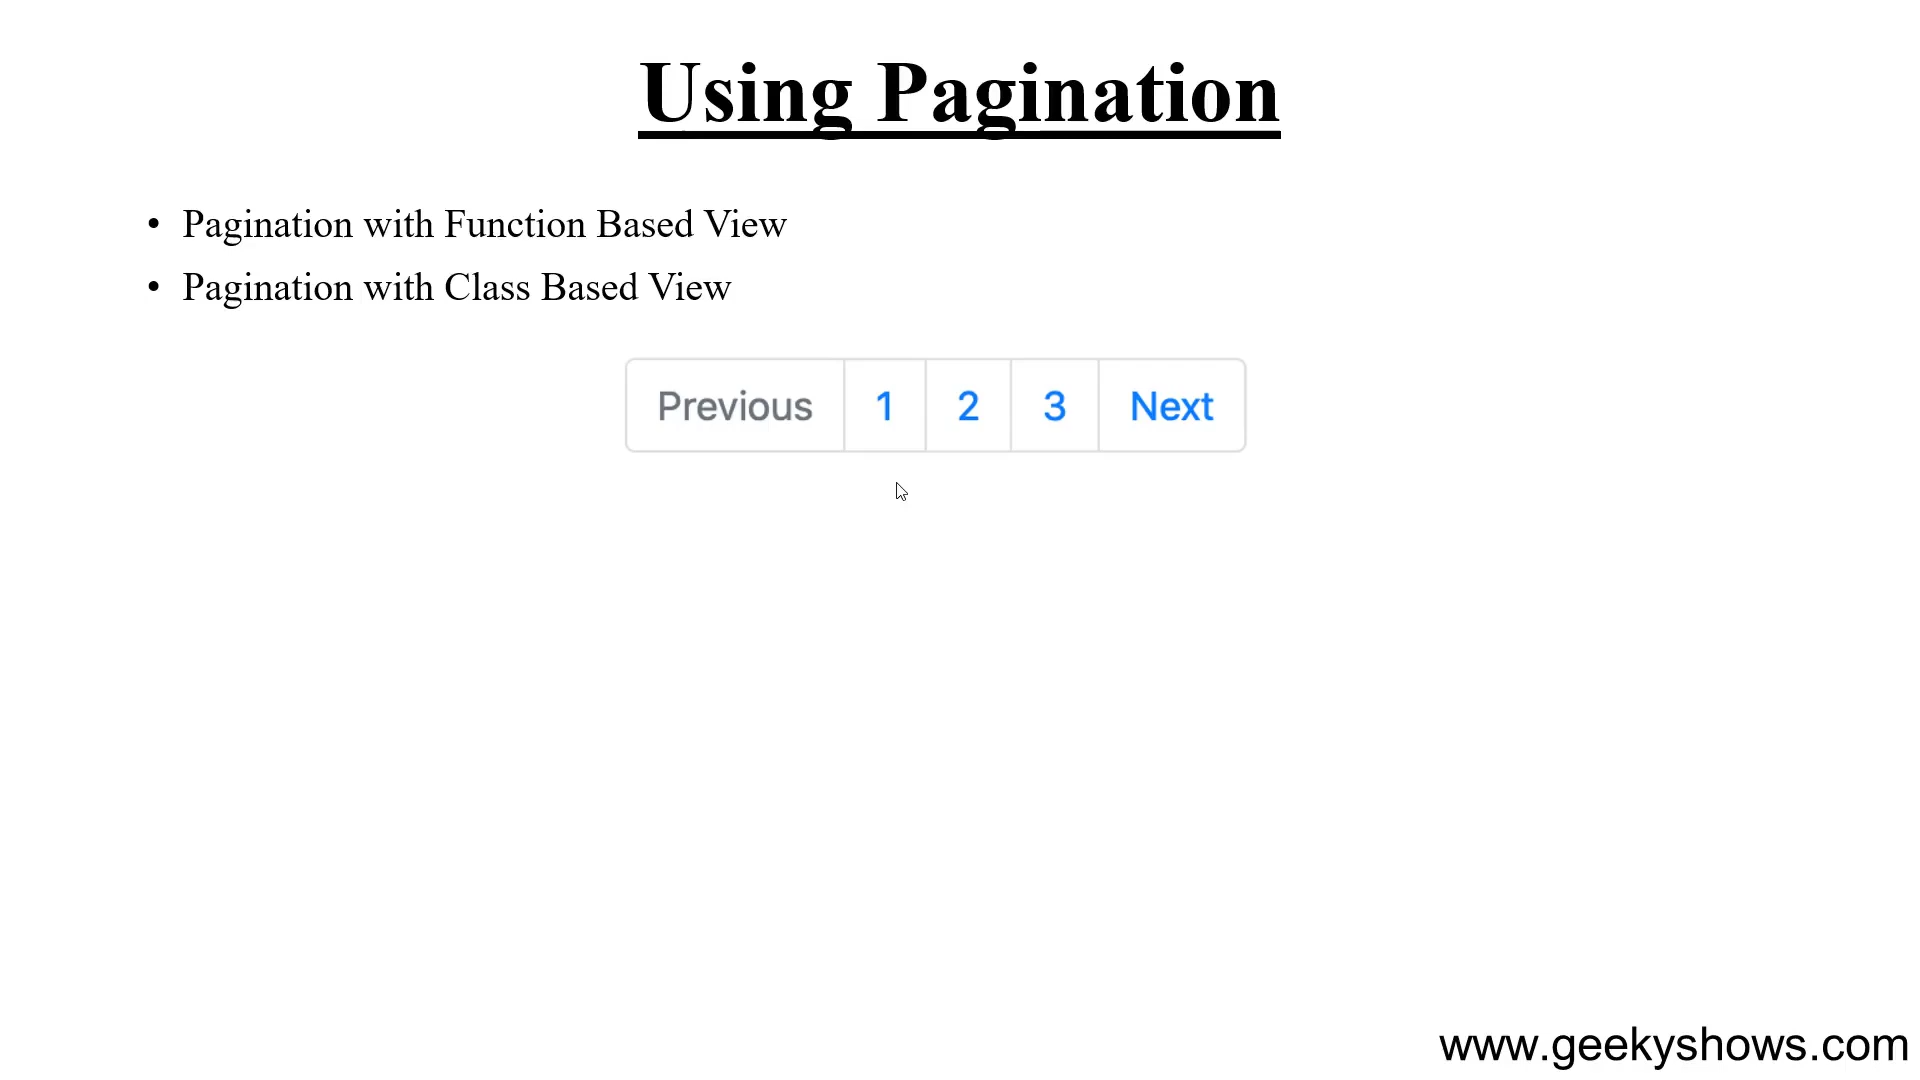 Using Pagination
• Pagination with Function Based View
• Pagination with Class Based View
Previous 1 2 3 Next
www.geekyshows.com